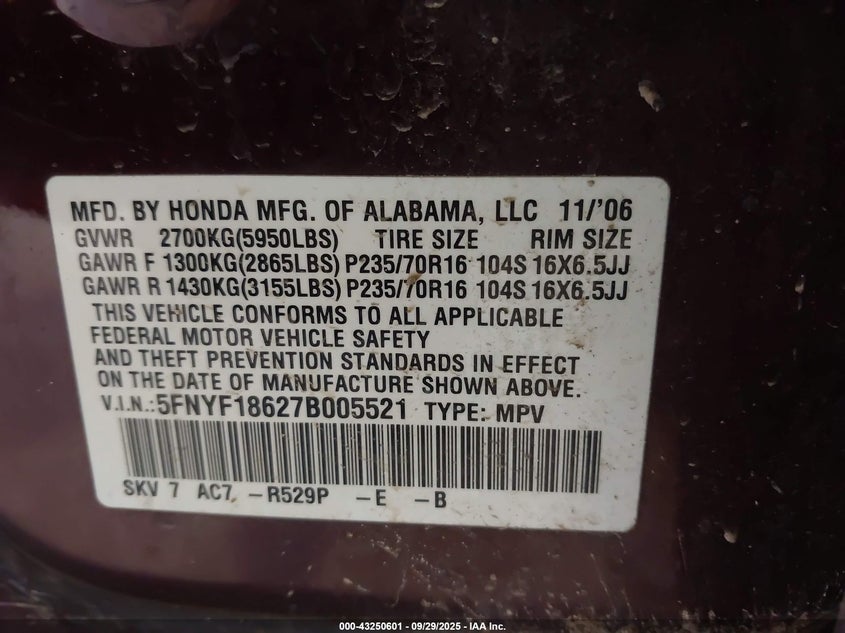 MFD. BY HONDA MFG. OF ALABAMA, LLC 11/'06
GVWR 2700KG(5950LBS) TIRE SIZE RIM SIZE
GAWR F 1300KG(2865LBS) P235/70R16 104S 16X6.5JJ
GAWR R 1430KG(3155LBS) P235/70R16 104S 16X6.5JJ
THIS VEHICLE CONFORMS TO ALL APPLICABLE
FEDERAL MOTOR VEHICLE SAFETY
AND THEFT PREVENTION STANDARDS IN EFFECT
ON THE DATE OF MANUFACTURE SHOWN ABOVE.
V.I.N.:5FNYF18627B005521 TYPE: MPV
SKV 7 AC7 -R529P -E -B
000-43250601 - 09/29/2025 - IAA Inc.